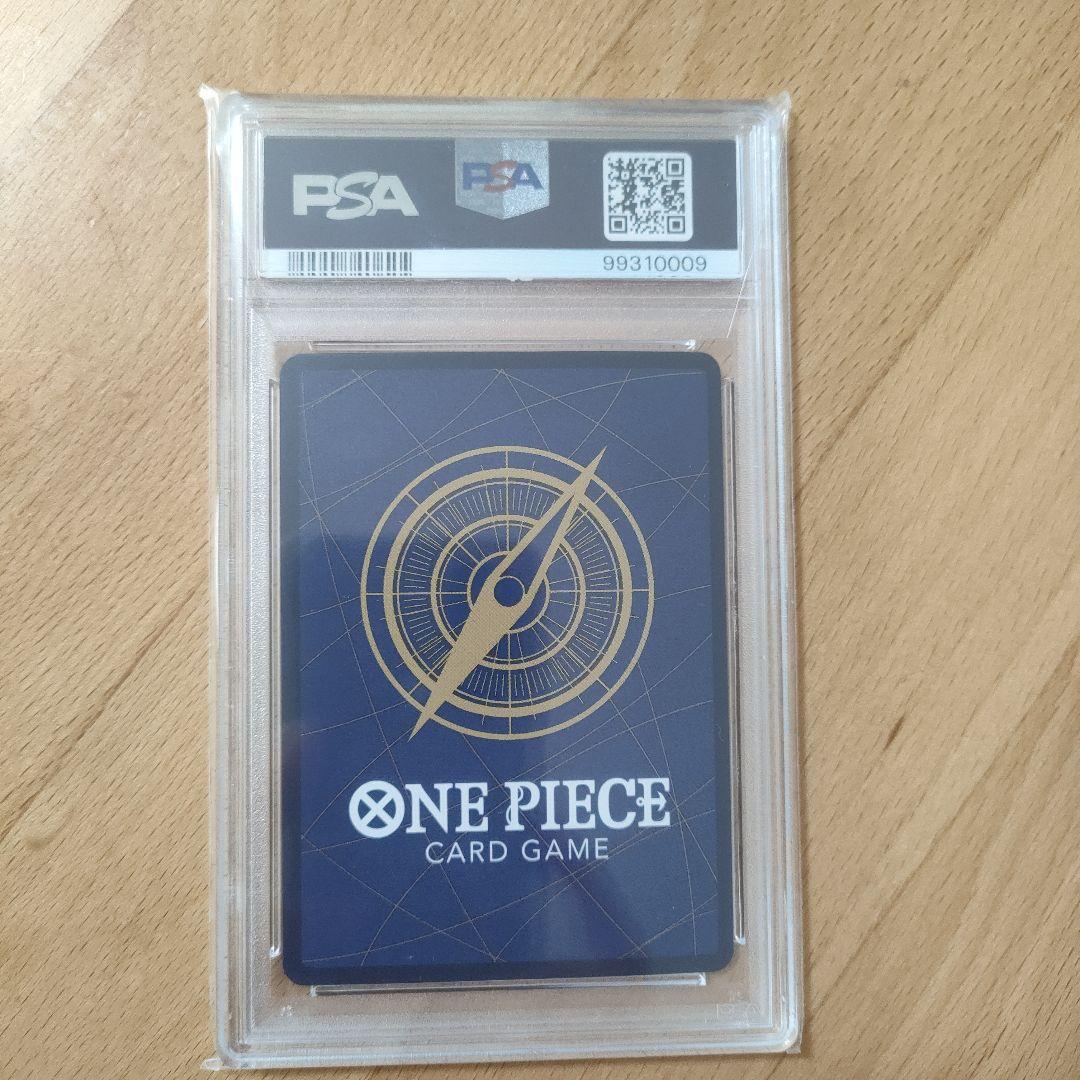 PSA PSA
99310009
ONE PIECE
CARD GAME